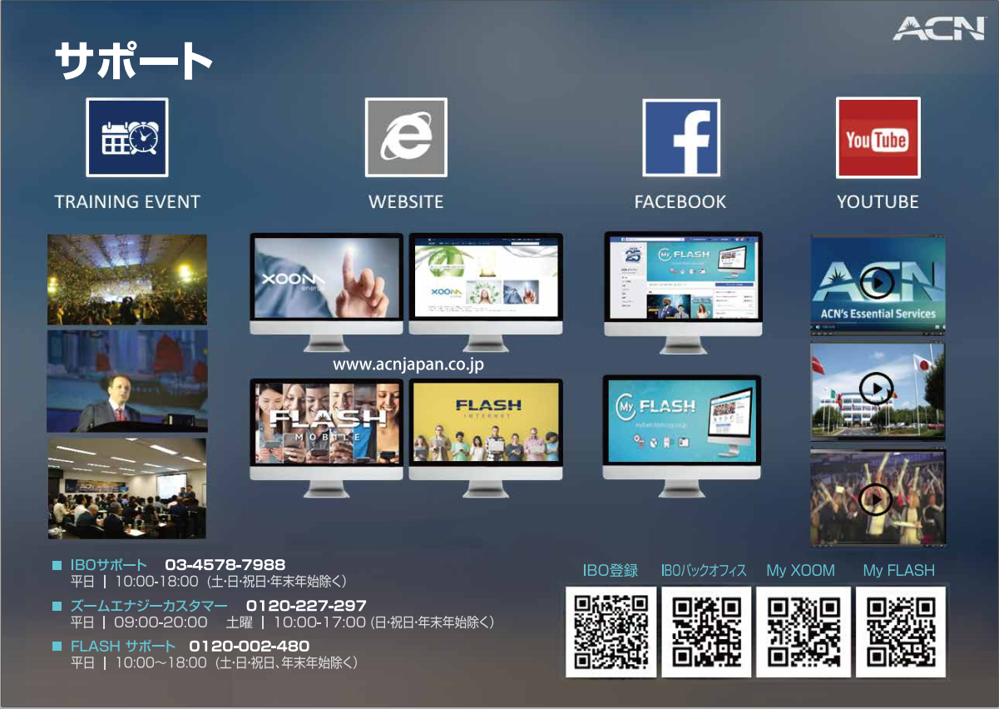 ACN
サポート
You Tube
TRAINING EVENT
WEBSITE
FACEBOOK
YOUTUBE
XOOM
energy
XOOM
25
My FLASH
ACN
ACN's Essential Services
www.acnjapan.co.jp
FLASH
MOBILE
FLASH
INTERNET
My FLASH
■ IBOサポート 03-4578-7988
平日 | 10:00-18:00 (土・日・祝日・年末年始除く)
■ ズームエナジーカスタマー 0120-227-297
平日 | 09:00-20:00 土曜 | 10:00-17:00 (日・祝日・年末年始除く)
■ FLASH サポート 0120-002-480
平日 | 10:00～18:00 (土・日・祝日、年末年始除く)
IBO登録 IBOバックオフィス My XOOM My FLASH